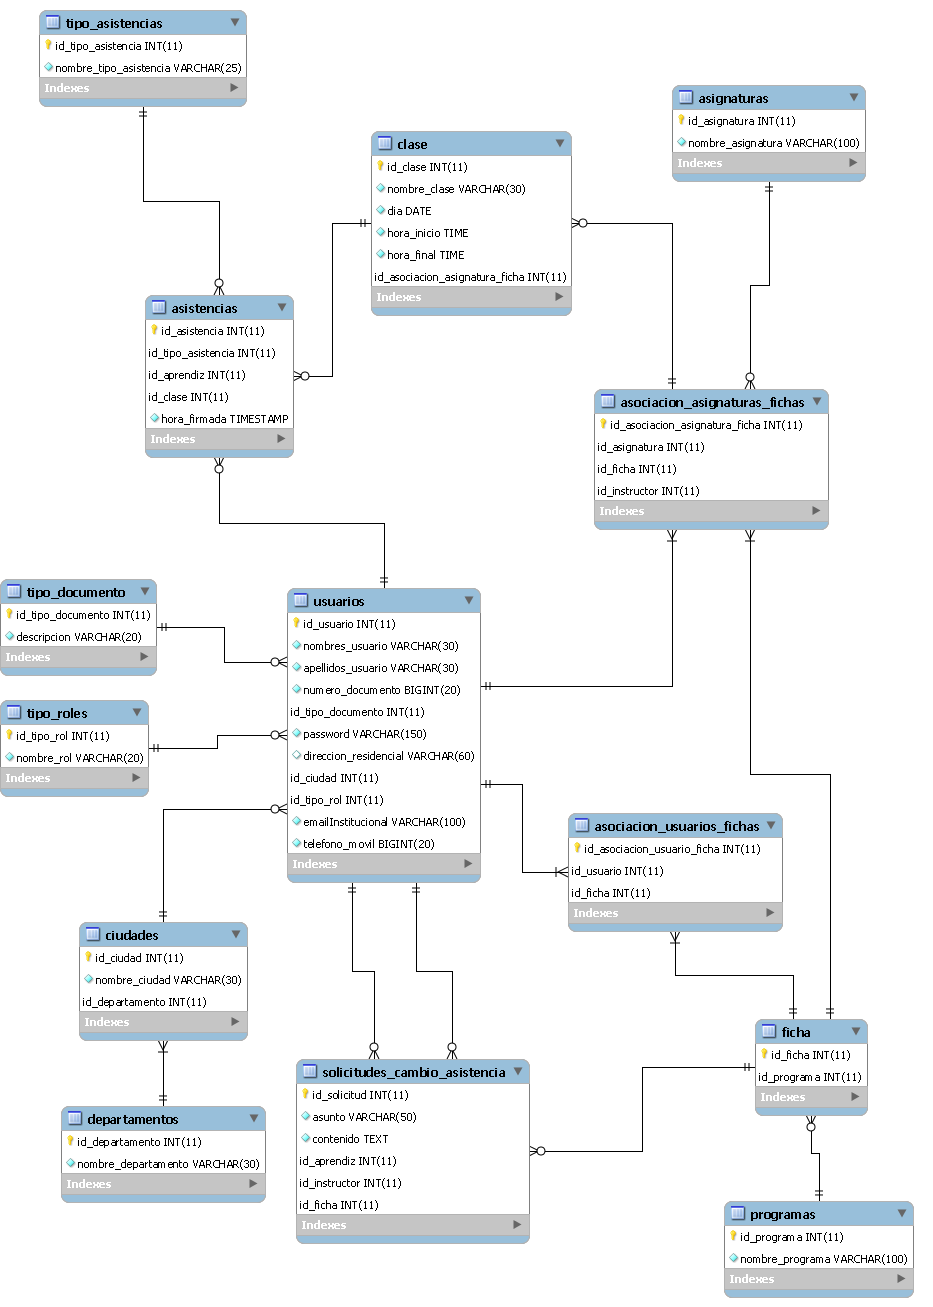 tipo_asistencias
id_tipo_asistencia INT(11)
nombre_tipo_asistencia VARCHAR(25)
Indexes
asignaturas
id_asignatura INT(11)
nombre_asignatura VARCHAR(100)
Indexes
clase
id_clase INT(11)
nombre_clase VARCHAR(30)
dia DATE
hora_inicio TIME
hora_final TIME
id_asociacion_asignatura_ficha INT(11)
Indexes
asistencias
id_asistencia INT(11)
id_tipo_asistencia INT(11)
id_aprendiz INT(11)
id_clase INT(11)
hora_firmada TIMESTAMP
Indexes
asociacion_asignaturas_fichas
id_asociacion_asignatura_ficha INT(11)
id_asignatura INT(11)
id_ficha INT(11)
id_instructor INT(11)
Indexes
tipo_documento
id_tipo_documento INT(11)
descripcion VARCHAR(20)
Indexes
tipo_roles
id_tipo_rol INT(11)
nombre_rol VARCHAR(20)
Indexes
usuarios
id_usuario INT(11)
nombres_usuario VARCHAR(30)
apellidos_usuario VARCHAR(30)
numero_documento BIGINT(20)
id_tipo_documento INT(11)
password VARCHAR(150)
direccion_residencial VARCHAR(60)
id_ciudad INT(11)
id_tipo_rol INT(11)
emailInstitucional VARCHAR(100)
telefono_movil BIGINT(20)
Indexes
asociacion_usuarios_fichas
id_asociacion_usuario_ficha INT(11)
id_usuario INT(11)
id_ficha INT(11)
Indexes
ciudades
id_ciudad INT(11)
nombre_ciudad VARCHAR(30)
id_departamento INT(11)
Indexes
departamentos
id_departamento INT(11)
nombre_departamento VARCHAR(30)
Indexes
solicitudes_cambio_asistencia
id_solicitud INT(11)
asunto VARCHAR(50)
contenido TEXT
id_aprendiz INT(11)
id_instructor INT(11)
id_ficha INT(11)
Indexes
ficha
id_ficha INT(11)
id_programa INT(11)
Indexes
programas
id_programa INT(11)
nombre_programa VARCHAR(100)
Indexes